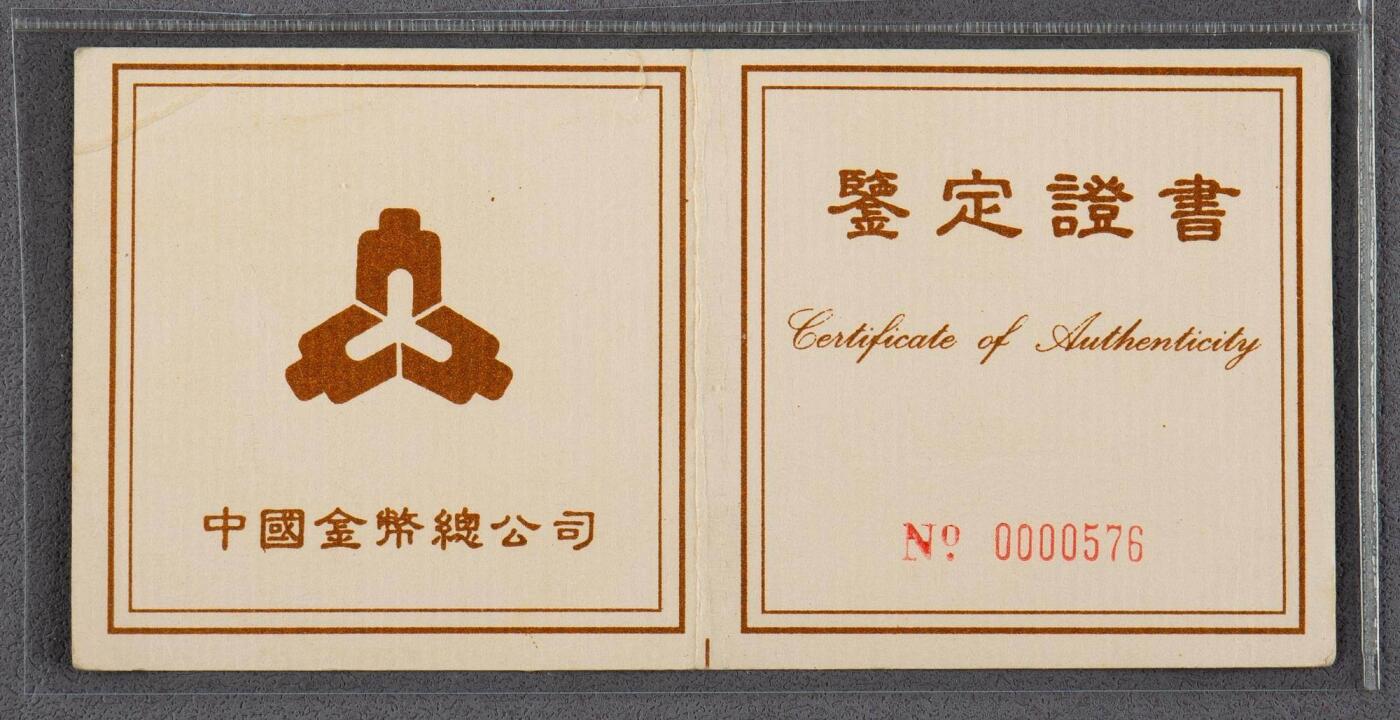 中國金幣總公司
鑒定證書
Certificate of Authenticity
Nº 0000576